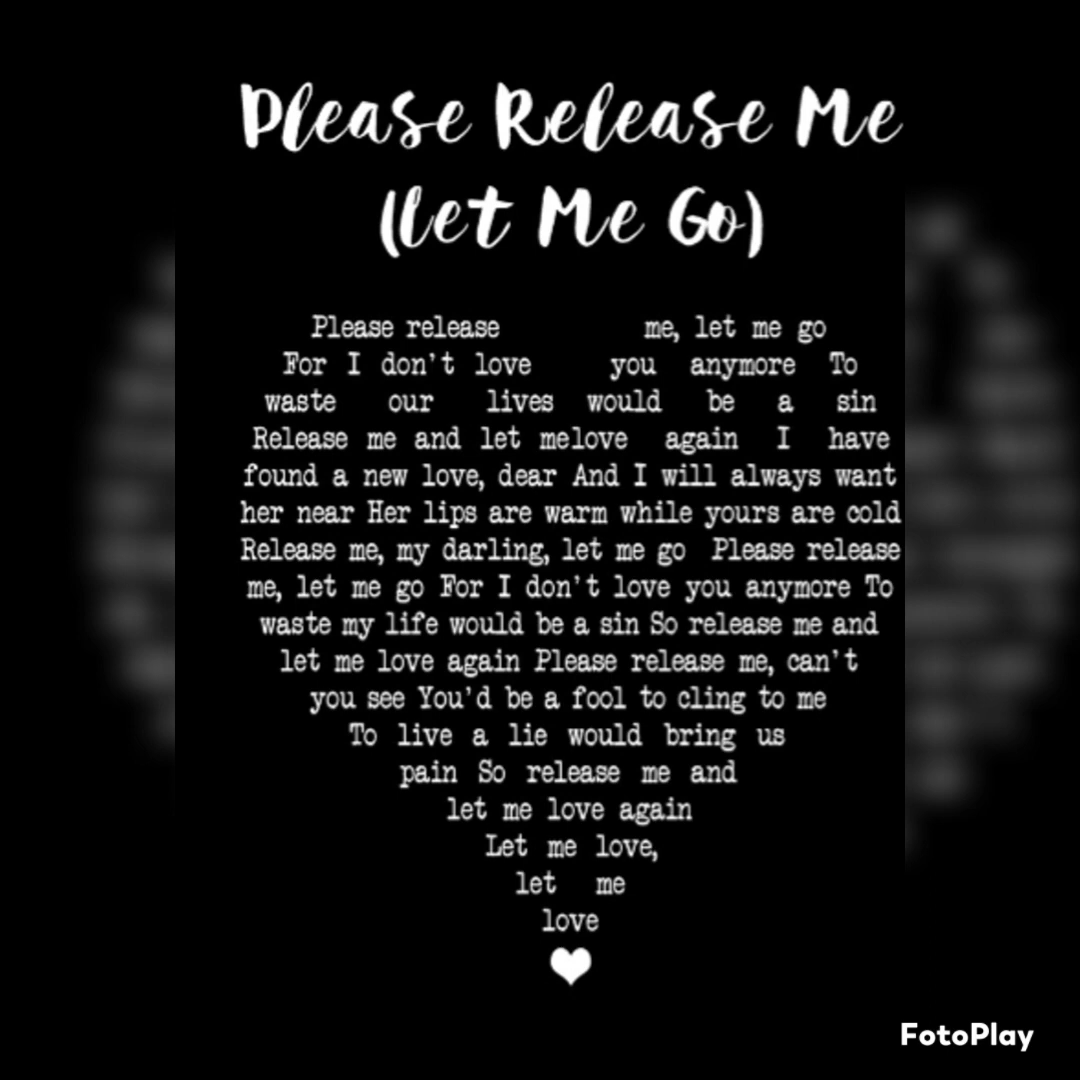 Please Release Me
(Let Me Go)
Please release me, let me go
For I don't love you anymore To
waste our lives would be a sin
Release me and let melove again I have
found a new love, dear And I will always want
her near Her lips are warm while yours are cold
Release me, my darling, let me go Please release
me, let me go For I don't love you anymore To
waste my life would be a sin So release me and
let me love again Please release me, can't
you see You'd be a fool to cling to me
To live a lie would bring us
pain So release me and
let me love again
Let me love,
let me
love
FotoPlay